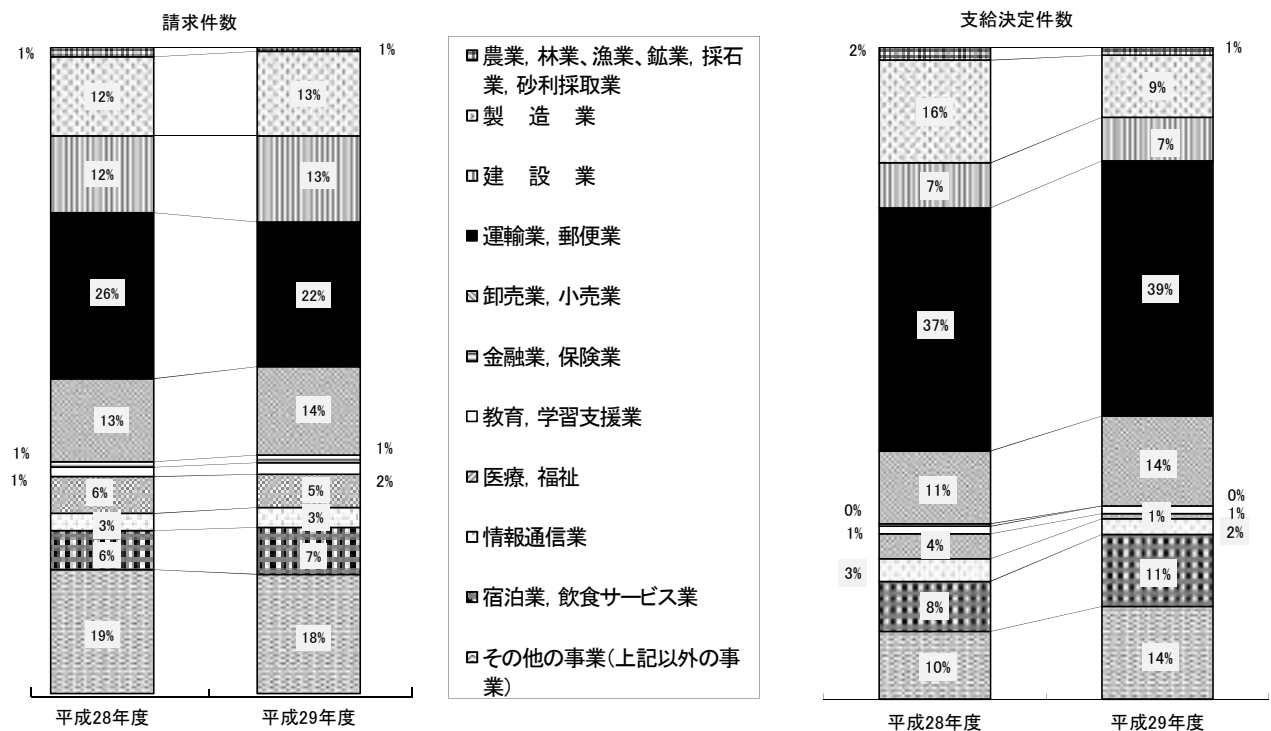 請求件数
1%
12%
12%
26%
13%
1%
1%
6%
3%
6%
19%
平成28年度
1%
13%
13%
22%
14%
1%
2%
5%
3%
7%
18%
平成29年度
農業, 林業、漁業、鉱業, 採石
業, 砂利採取業
製 造 業
建 設 業
運輸業, 郵便業
卸売業, 小売業
金融業, 保険業
教育, 学習支援業
医療, 福祉
情報通信業
宿泊業, 飲食サービス業
その他の事業(上記以外の事
業)
支給決定件数
2%
16%
7%
37%
11%
0%
1%
4%
3%
8%
10%
平成28年度
1%
9%
7%
39%
14%
0%
1%
1%
2%
11%
14%
平成29年度